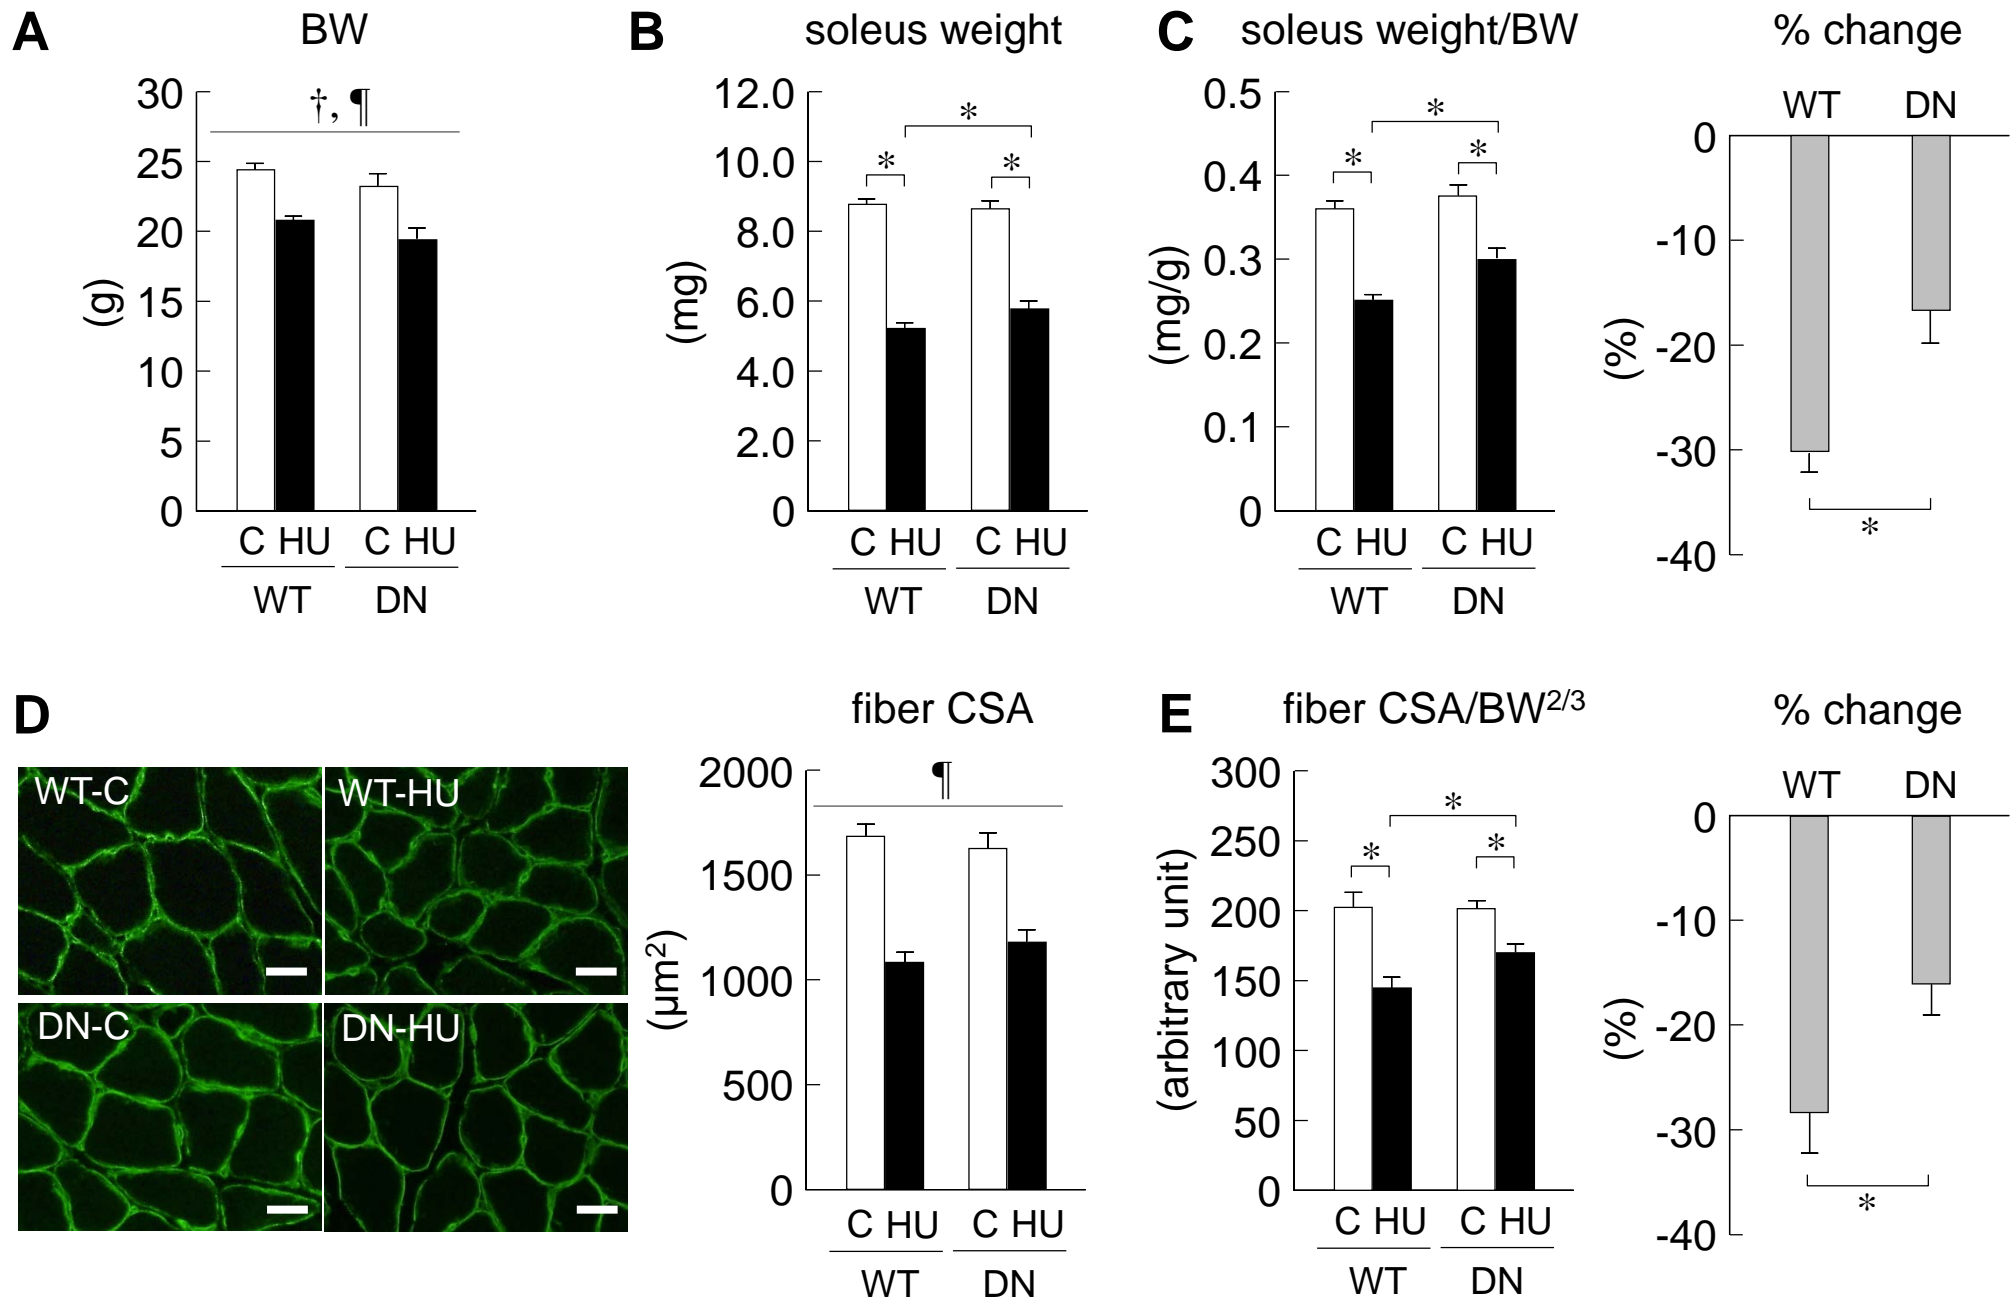 A BW
30
25
20
15
10
5
0
(g)
†, ¶
C HU C HU
WT DN
B soleus weight
12.0
10.0
8.0
6.0
4.0
2.0
0
(mg)
*
* *
C HU C HU
WT DN
C soleus weight/BW
0.5
0.4
0.3
0.2
0.1
0
(mg/g)
*
* *
C HU C HU
WT DN
% change
WT DN
0
-10
-20
-30
-40
(%)
*
D
WT-C WT-HU
DN-C DN-HU
fiber CSA
2000
1500
1000
500
0
(μm²)
¶
C HU C HU
WT DN
E fiber CSA/BW²/³
300
250
200
150
100
50
0
(arbitrary unit)
*
* *
C HU C HU
WT DN
% change
WT DN
0
-10
-20
-30
-40
(%)
*